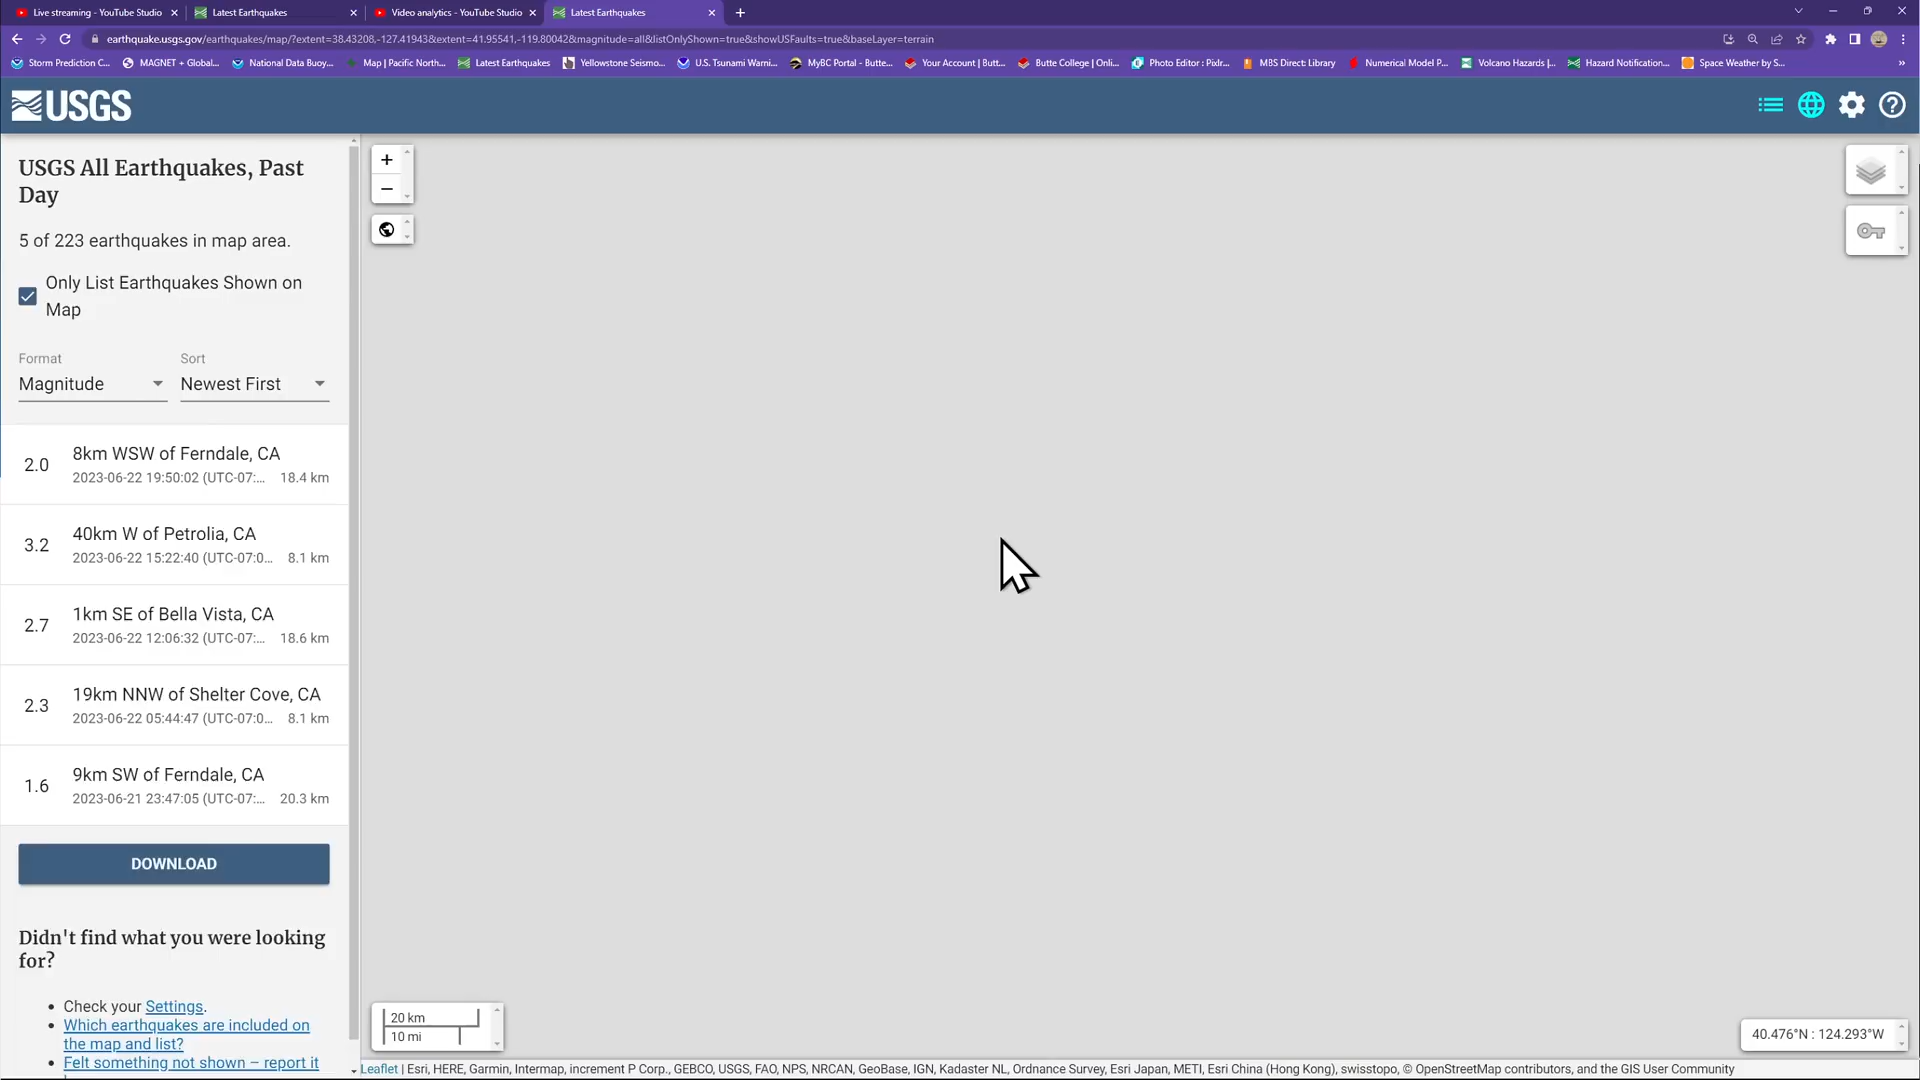 Live streaming - YouTube Studio
Latest Earthquakes
Video analytics - YouTube Studio
Latest Earthquakes
earthquake.usgs.gov/earthquakes/map/?extent=38.43208,-127.41943&extent=41.95541,-119.80042&magnitude=all&listOnlyShown=true&showUSFaults=true&baseLayer=terrain
Storm Prediction C...
MAGNET + Global...
National Data Buoy...
Map | Pacific North...
Latest Earthquakes
Yellowstone Seismo...
U.S. Tsunami Warni...
MyBC Portal - Butte...
Your Account | Butt...
Butte College | Onli...
Photo Editor : Pixlr...
MBS Direct Library
Numerical Model P...
Volcano Hazards |...
Hazard Notification...
Space Weather by S...
USGS
USGS All Earthquakes, Past
Day
5 of 223 earthquakes in map area.
Only List Earthquakes Shown on
Map
Format
Sort
Magnitude
Newest First
2.0
8km WSW of Ferndale, CA
2023-06-22 19:50:02 (UTC-07:... 18.4 km
3.2
40km W of Petrolia, CA
2023-06-22 15:22:40 (UTC-07:0... 8.1 km
2.7
1km SE of Bella Vista, CA
2023-06-22 12:06:32 (UTC-07:... 18.6 km
2.3
19km NNW of Shelter Cove, CA
2023-06-22 05:44:47 (UTC-07:0... 8.1 km
1.6
9km SW of Ferndale, CA
2023-06-21 23:47:05 (UTC-07:... 20.3 km
DOWNLOAD
Didn't find what you were looking
for?
• Check your Settings.
• Which earthquakes are included on
the map and list?
• Felt something not shown – report it
20 km
10 mi
40.476°N : 124.293°W
Leaflet | Esri, HERE, Garmin, Intermap, increment P Corp., GEBCO, USGS, FAO, NPS, NRCAN, GeoBase, IGN, Kadaster NL, Ordnance Survey, Esri Japan, METI, Esri China (Hong Kong), swisstopo, © OpenStreetMap contributors, and the GIS User Community